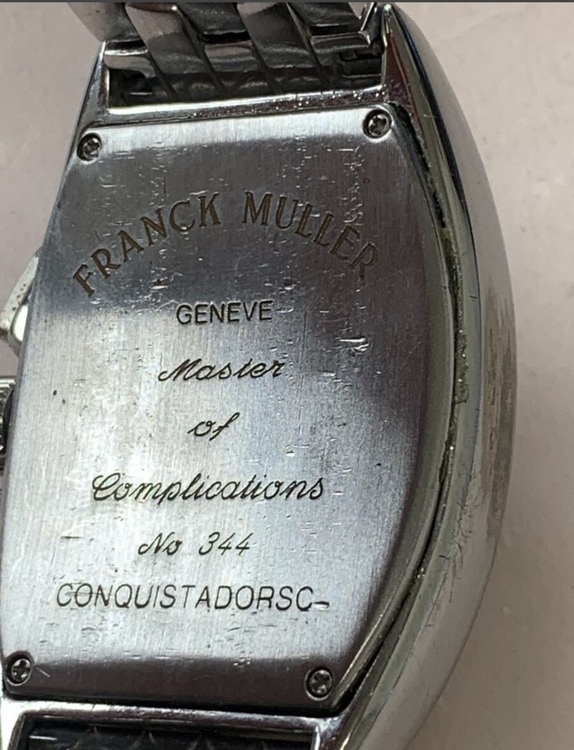 FRANCK MULLER
GENEVE
Master
of
Complications
No 344
CONQUISTADORSC-